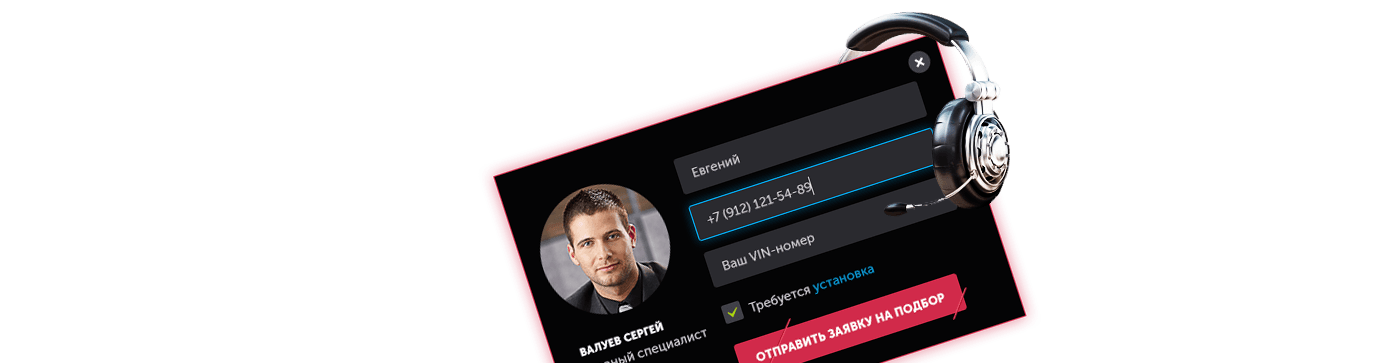 Евгений
+7 (912) 121-54-89
Ваш VIN-номер
Требуется установка
ОТПРАВИТЬ ЗАЯВКУ НА ПОДБОР
ВАЛУЕВ СЕРГЕЙ
специалист